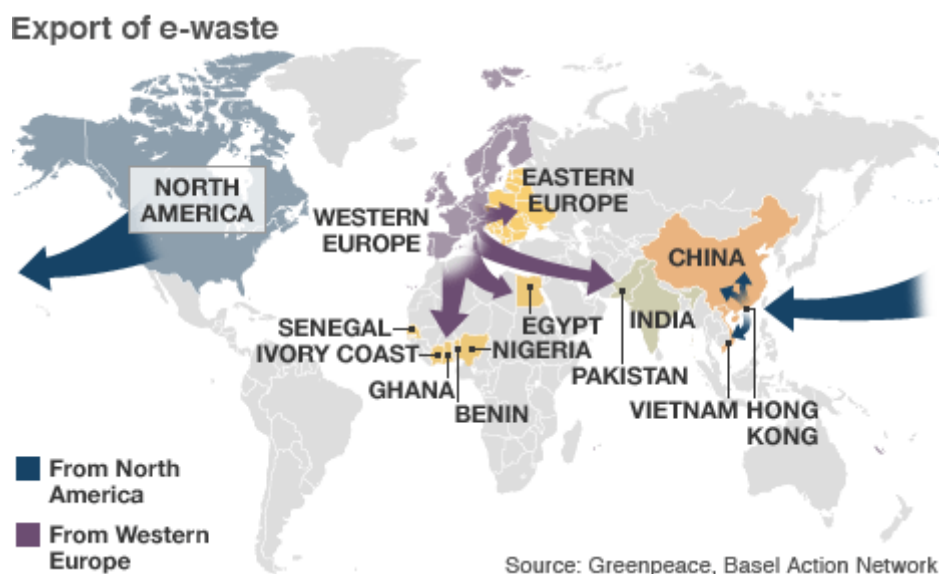 Export of e-waste
NORTH
AMERICA
WESTERN
EUROPE
EASTERN
EUROPE
CHINA
SENEGAL
IVORY COAST
GHANA
BENIN
NIGERIA
EGYPT
PAKISTAN
INDIA
VIETNAM
HONG
KONG
From North
America
From Western
Europe
Source: Greenpeace, Basel Action Network